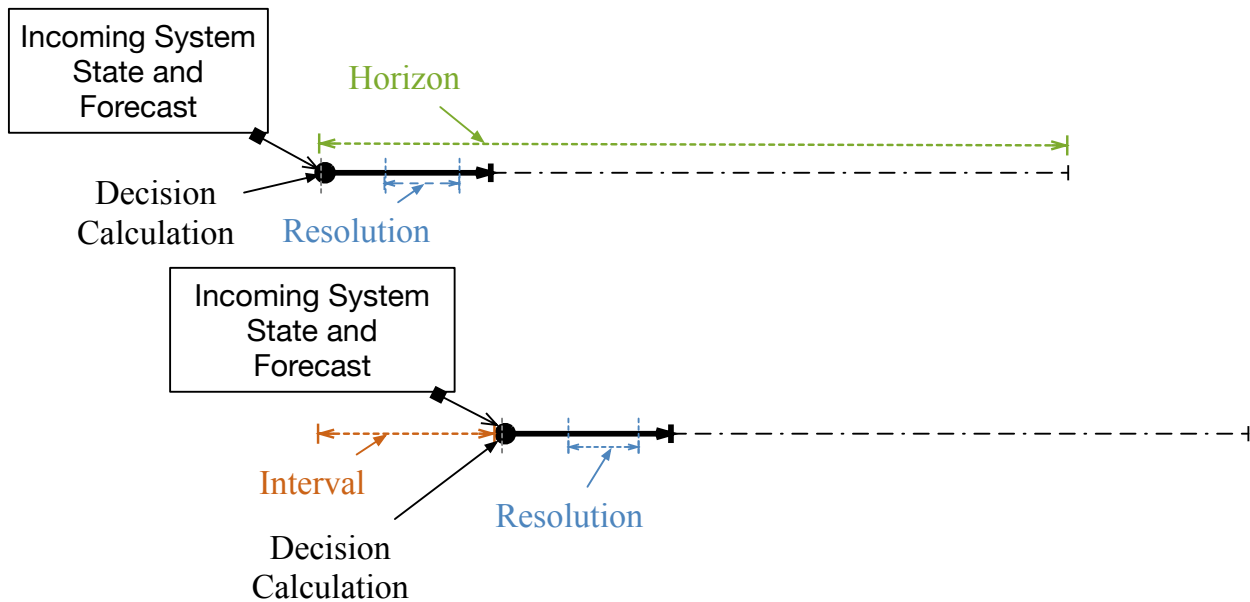 Incoming System
State and
Forecast
Horizon
Decision
Calculation
Resolution
Incoming System
State and
Forecast
Interval
Resolution
Decision
Calculation